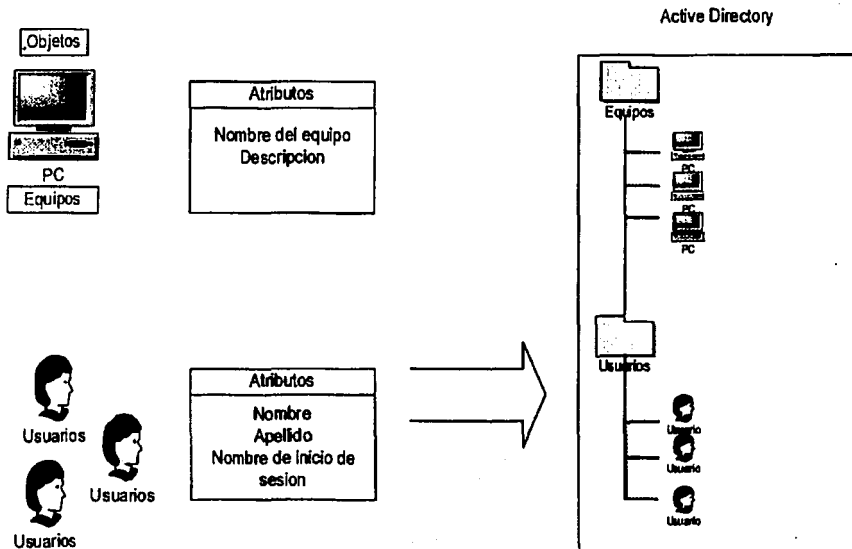 Active Directory
Objetos
PC
Equipos
Atributos
Nombre del equipo
Descripcion
Equipos
PC
PC
PC
Usuarios
Usuarios
Usuarios
Atributos
Nombre
Apellido
Nombre de inicio de
sesion
Usuarios
Usuario
Usuario
Usuario